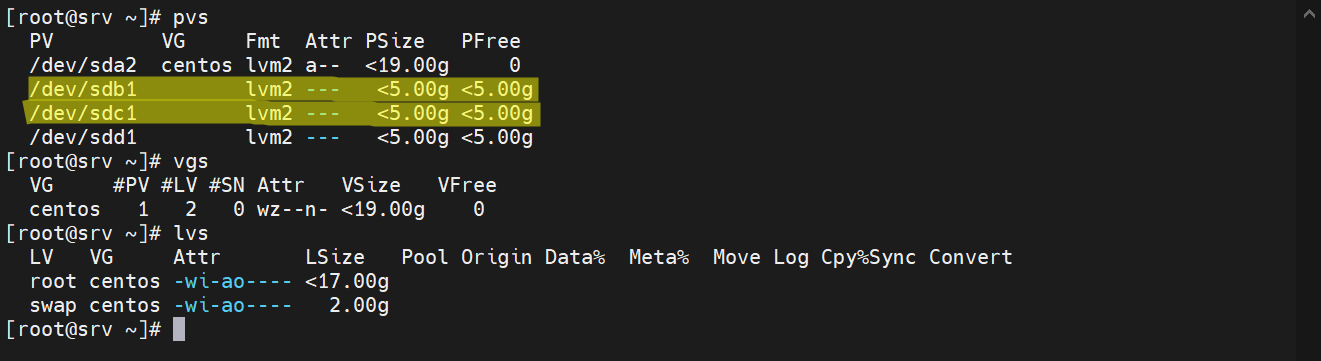 [root@srv ~]# pvs
  PV         VG     Fmt  Attr PSize   PFree
  /dev/sda2  centos lvm2 a--  <19.00g     0
  /dev/sdb1         lvm2 ---   <5.00g <5.00g
  /dev/sdc1         lvm2 ---   <5.00g <5.00g
  /dev/sdd1         lvm2 ---   <5.00g <5.00g
[root@srv ~]# vgs
  VG     #PV #LV #SN Attr   VSize   VFree
  centos   1   2   0 wz--n- <19.00g    0
[root@srv ~]# lvs
  LV   VG     Attr       LSize   Pool Origin Data%  Meta%  Move Log Cpy%Sync Convert
  root centos -wi-ao---- <17.00g
  swap centos -wi-ao----   2.00g
[root@srv ~]#